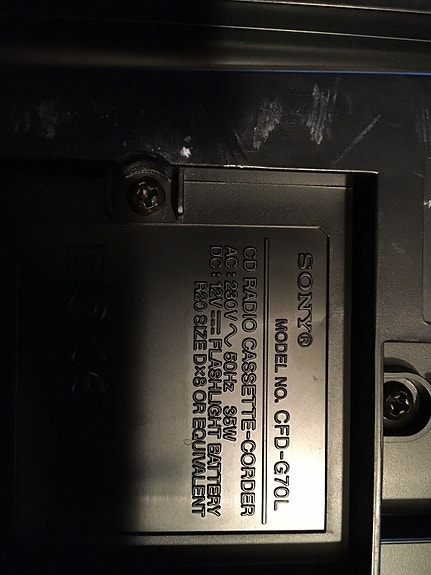 SONY®
MODEL NO. CFD-G70L
CD RADIO CASSETTE-CORDER
AC : 230V ~ 50Hz 35W
DC : 12V ⎓ FLASHLIGHT BATTERY
R20 SIZE D×8 OR EQUIVALENT
CE